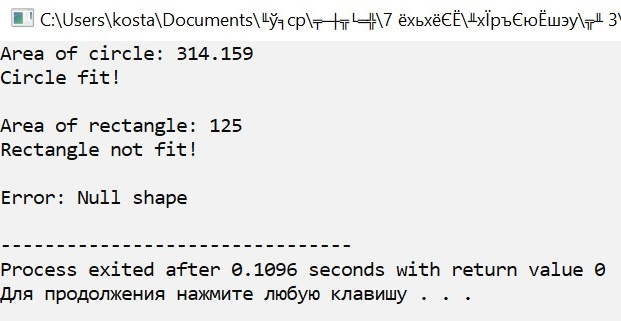 C:\Users\kosta\Documents\╙ў╕ср\╤┼╥└╬\7 ёхьхёЄЁ\╨хЇръЄюЁшэу\╥╨ 3\
Area of circle: 314.159
Circle fit!
Area of rectangle: 125
Rectangle not fit!
Error: Null shape
--------------------------------
Process exited after 0.1096 seconds with return value 0
Для продолжения нажмите любую клавишу . . .